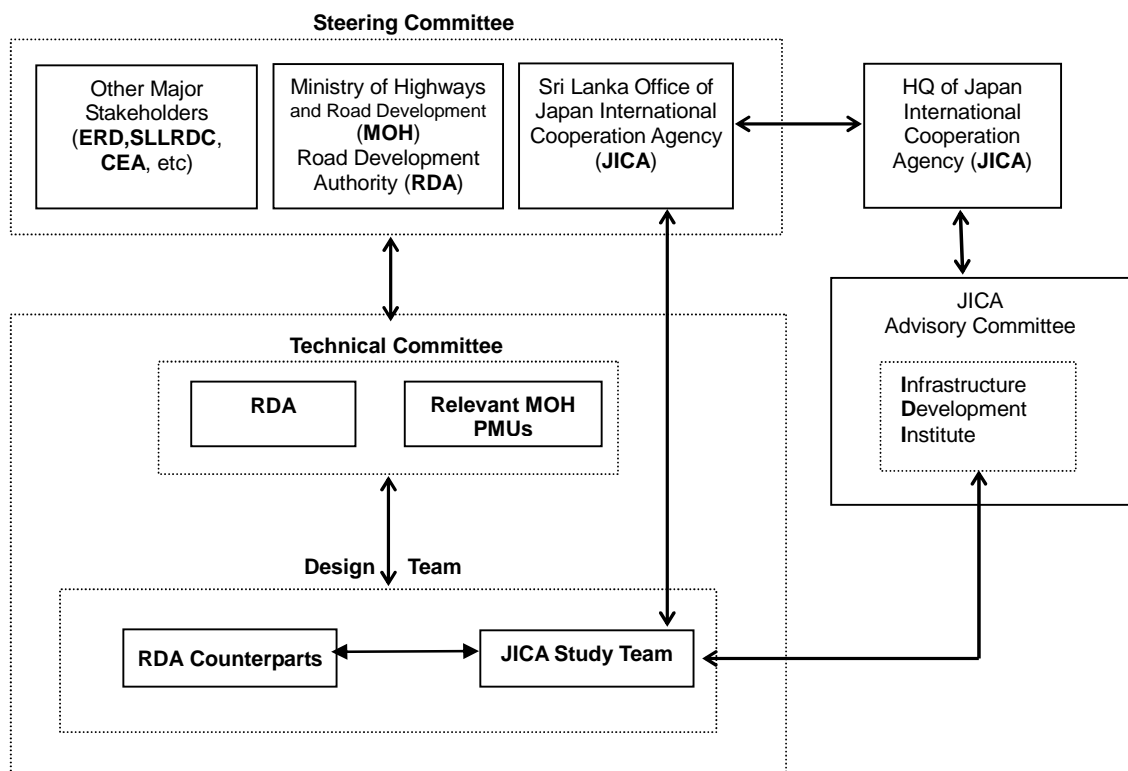 Steering Committee
Other Major
Stakeholders
(ERD,SLLRDC,
CEA, etc)
Ministry of Highways
and Road Development
(MOH)
Road Development
Authority (RDA)
Sri Lanka Office of
Japan International
Cooperation Agency
(JICA)
HQ of Japan
International
Cooperation
Agency (JICA)
JICA
Advisory Committee
Infrastructure
Development
Institute
Technical Committee
RDA
Relevant MOH
PMUs
Design Team
RDA Counterparts
JICA Study Team